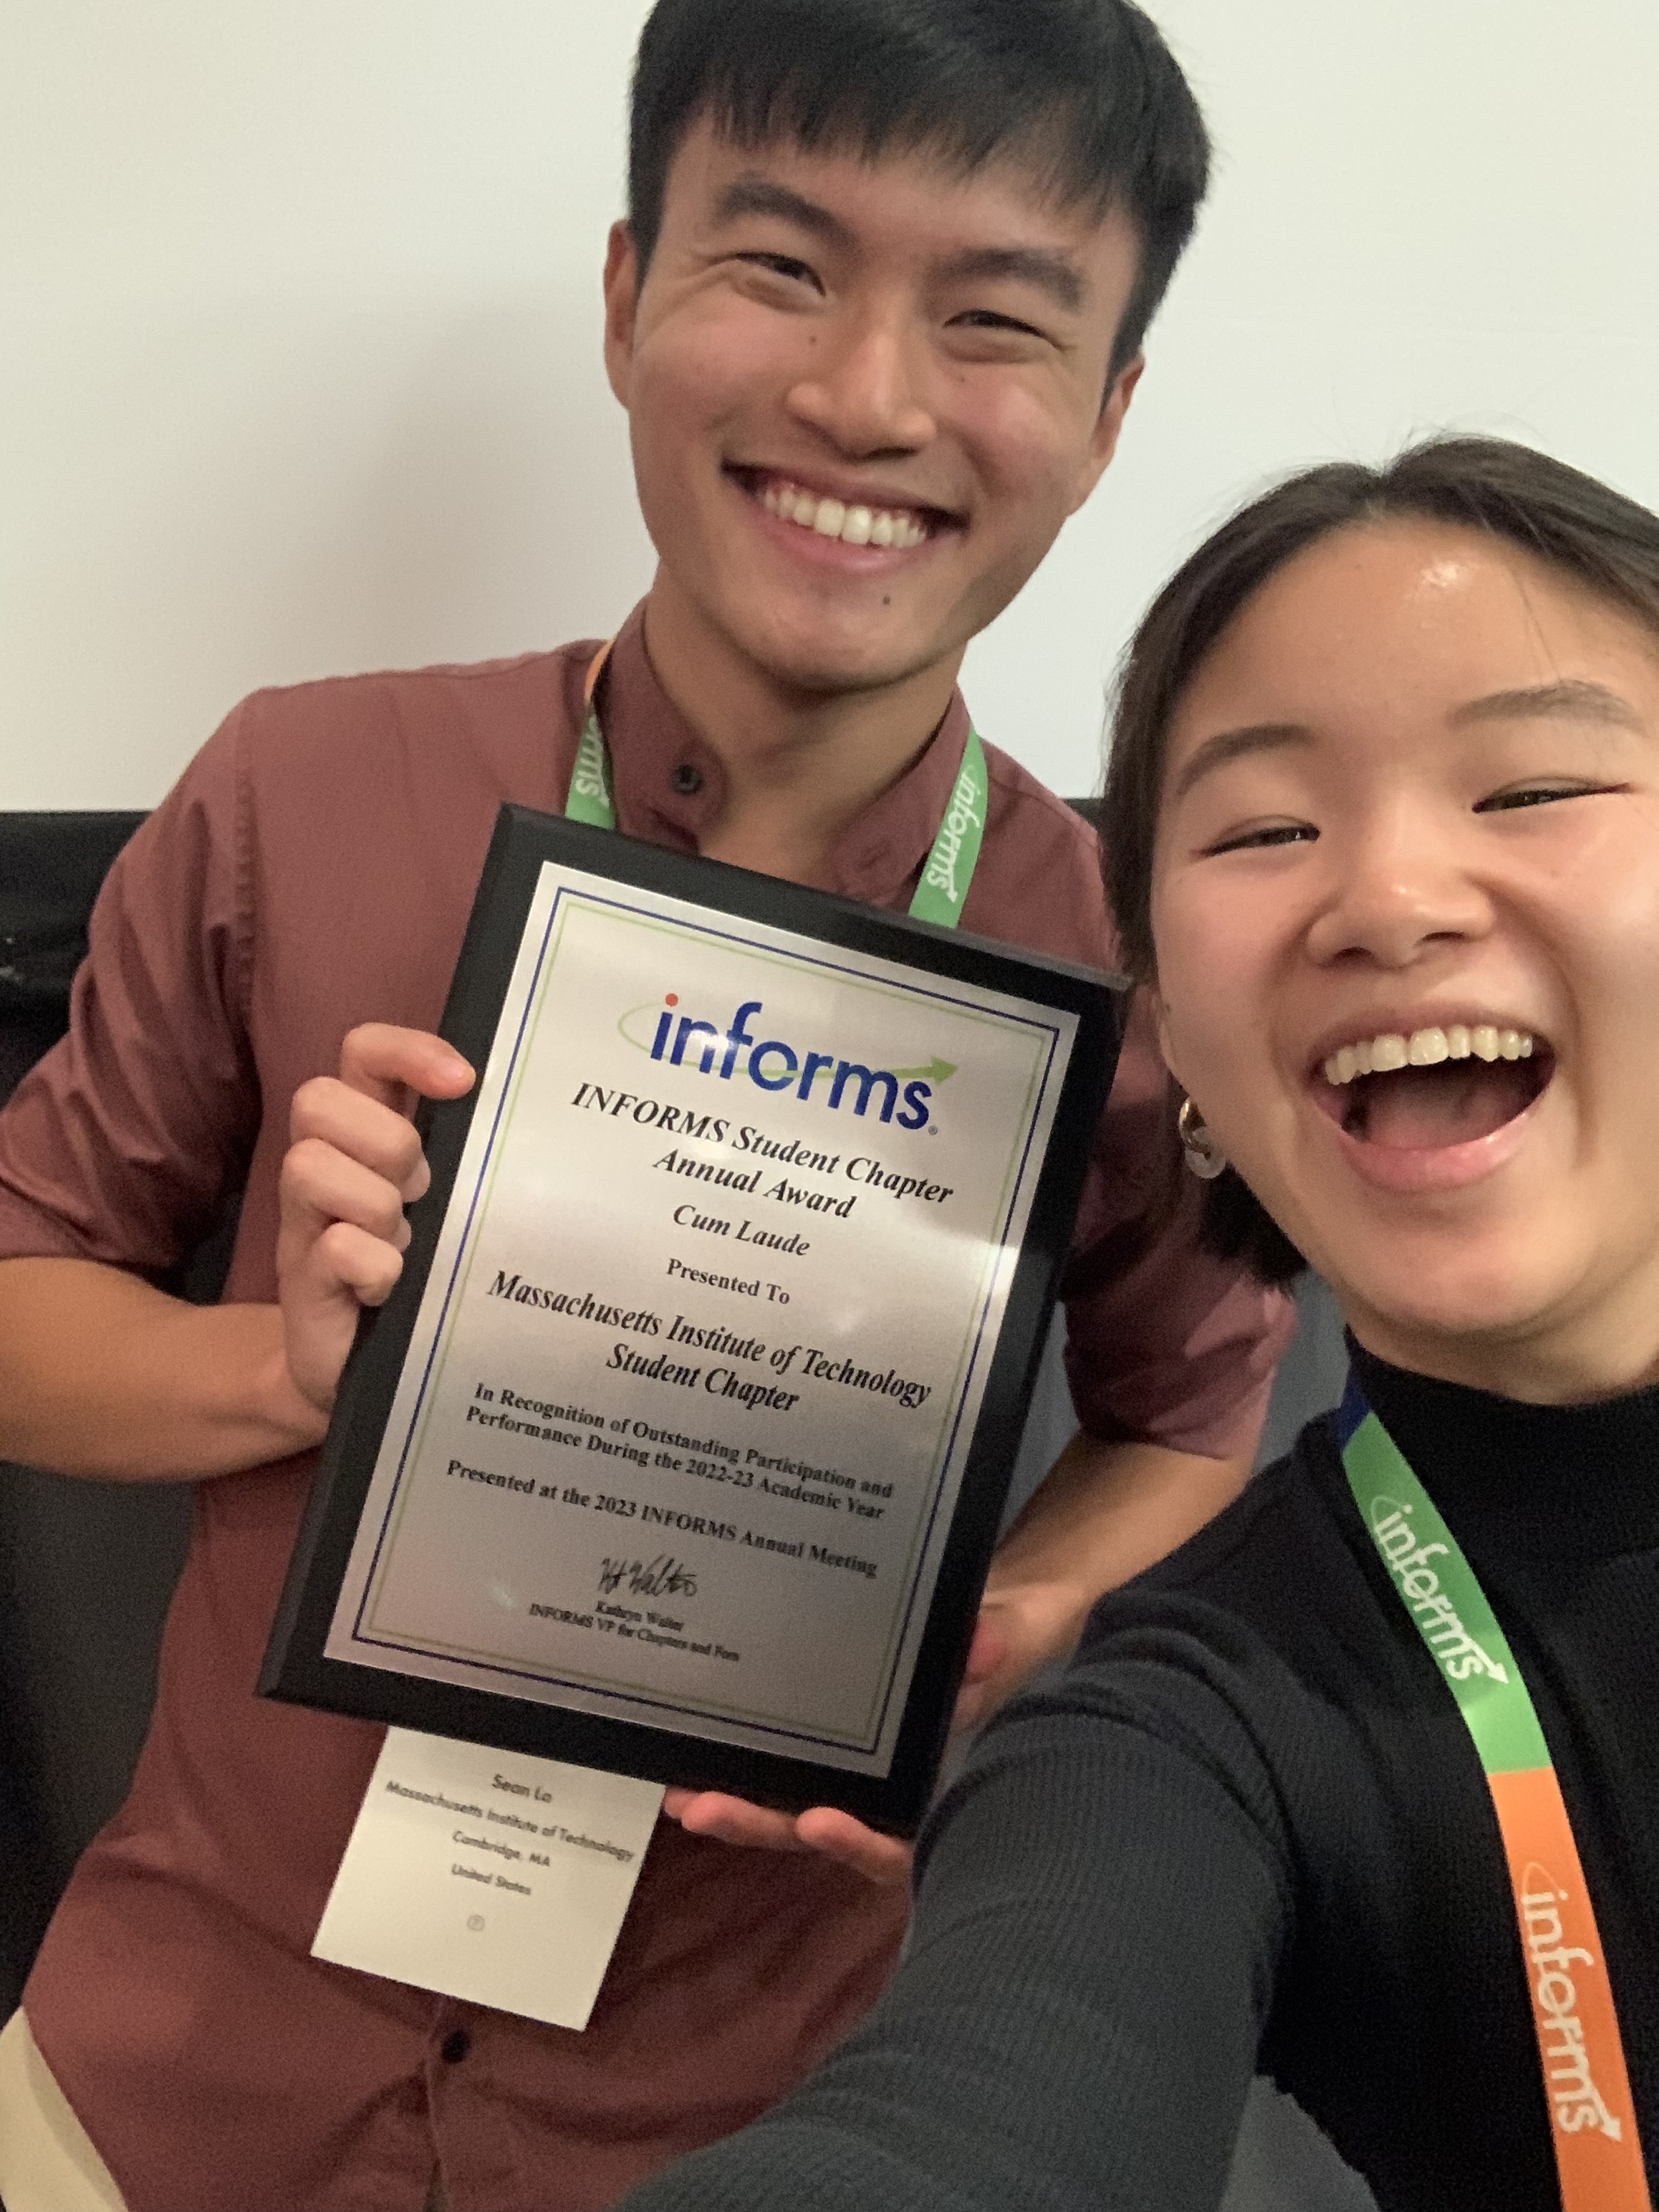 informs
informs
informs
INFORMS Student Chapter
Annual Award
Cum Laude
Presented To
Massachusetts Institute of Technology
Student Chapter
In Recognition of Outstanding Participation and
Performance During the 2022-23 Academic Year
Presented at the 2023 INFORMS Annual Meeting
Kathryn Walter
INFORMS VP for Chapters and Fora
Sean Lo
Massachusetts Institute of Technology
Cambridge, MA
United States
informs
informs